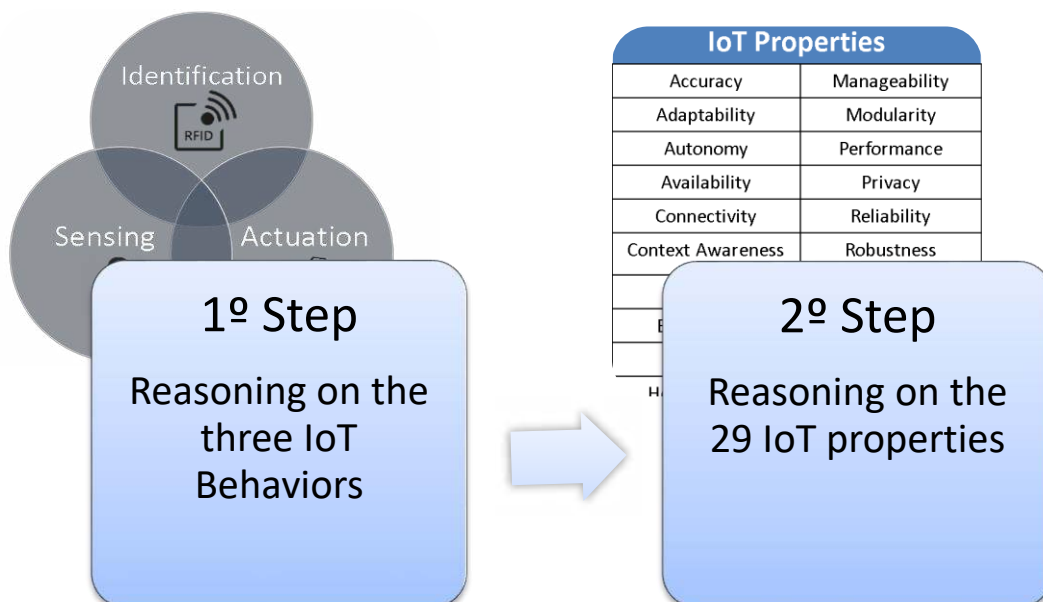 Identification
RFID
Sensing
Actuation
1º Step
Reasoning on the
three IoT
Behaviors
IoT Properties
Accuracy Manageability
Adaptability Modularity
Autonomy Performance
Availability Privacy
Connectivity Reliability
Context Awareness Robustness
2º Step
Reasoning on the
29 IoT properties